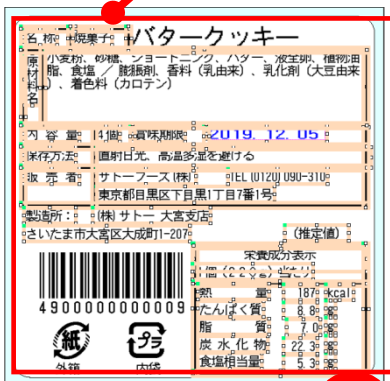 名称 焼菓子 バタークッキー
原材料名 小麦粉、砂糖、ショートニング、バター、液全卵、植物油
脂、食塩 / 膨脹剤、香料(乳由来)、乳化剤(大豆由来
)、着色料(カロテン)
内容量 4個 賞味期限 2019. 12. 05
保存方法 直射日光、高温多湿を避ける
販売者 サトーフーズ(株) TEL(0120)090-310
東京都目黒区下目黒1丁目7番1号
製造所: (株)サトー 大宮支店
さいたま市大宮区大成町1-207 (推定値)
栄養成分表示
1個(22g)当たり
熱量 187 kcal
たんぱく質 8.8 g
脂質 7.0 g
炭水化物 22.3 g
食塩相当量 5.3 g
4900000000009
紙 プラ
外箱 内袋